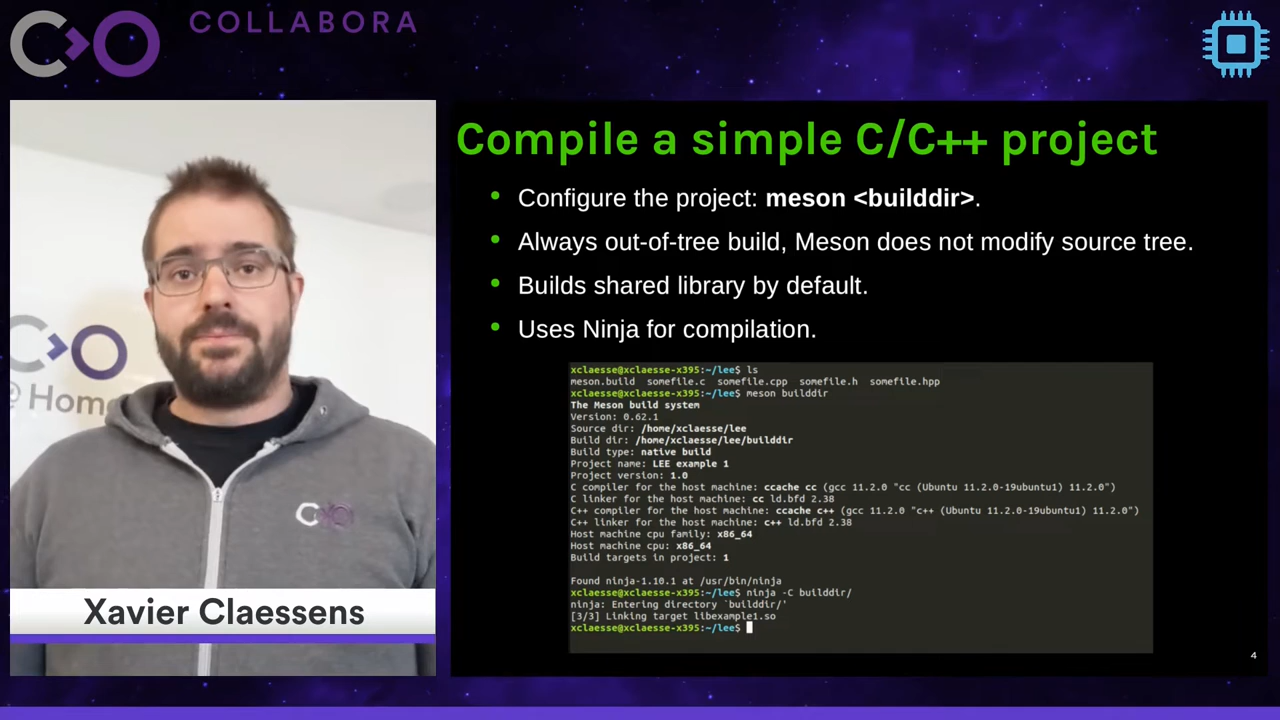 COLLABORA
Compile a simple C/C++ project
• Configure the project: meson <builddir>.
• Always out-of-tree build, Meson does not modify source tree.
• Builds shared library by default.
• Uses Ninja for compilation.
xclaesse@xclaesse-x395:~/lee$ ls
meson.build somefile.c somefile.cpp somefile.h somefile.hpp
xclaesse@xclaesse-x395:~/lee$ meson builddir
The Meson build system
Version: 0.62.1
Source dir: /home/xclaesse/lee
Build dir: /home/xclaesse/lee/builddir
Build type: native build
Project name: LEE example 1
Project version: 1.0
C compiler for the host machine: ccache cc (gcc 11.2.0 "cc (Ubuntu 11.2.0-19ubuntu1) 11.2.0")
C linker for the host machine: cc ld.bfd 2.38
C++ compiler for the host machine: ccache c++ (gcc 11.2.0 "c++ (Ubuntu 11.2.0-19ubuntu1) 11.2.0")
C++ linker for the host machine: c++ ld.bfd 2.38
Host machine cpu family: x86_64
Host machine cpu: x86_64
Build targets in project: 1
Found ninja-1.10.1 at /usr/bin/ninja
xclaesse@xclaesse-x395:~/lee$ ninja -C builddir/
ninja: Entering directory `builddir/'
[3/3] Linking target libexample1.so
xclaesse@xclaesse-x395:~/lee$
4
@ Home
Xavier Claessens